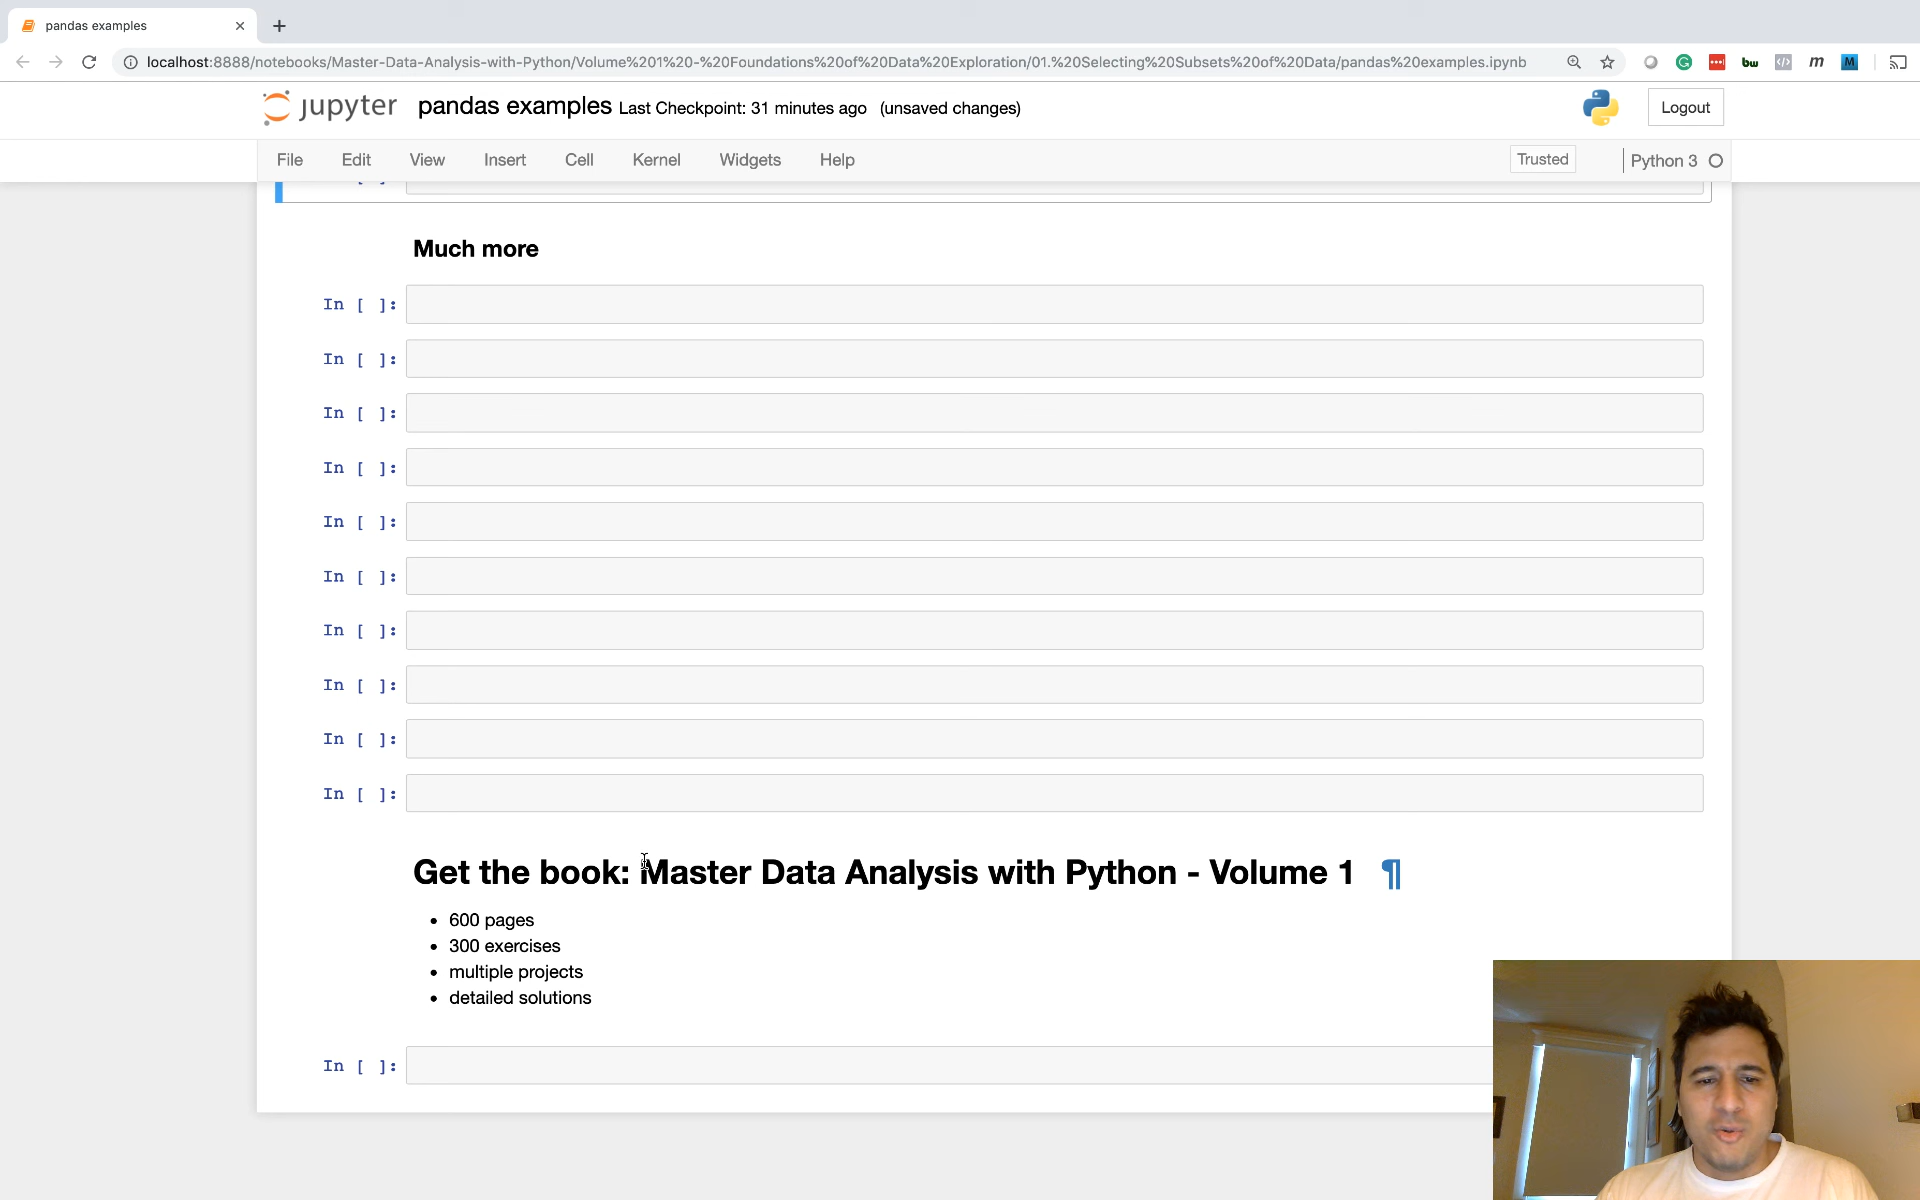 pandas examples
localhost:8888/notebooks/Master-Data-Analysis-with-Python/Volume%201%20-%20Foundations%20of%20Data%20Exploration/01.%20Selecting%20Subsets%20of%20Data/pandas%20examples.ipynb
bw </> m M
jupyter pandas examples Last Checkpoint: 31 minutes ago (unsaved changes) Logout
File Edit View Insert Cell Kernel Widgets Help Trusted Python 3
Much more
In [ ]:
In [ ]:
In [ ]:
In [ ]:
In [ ]:
In [ ]:
In [ ]:
In [ ]:
In [ ]:
In [ ]:
Get the book: Master Data Analysis with Python - Volume 1 ¶
• 600 pages
• 300 exercises
• multiple projects
• detailed solutions
In [ ]: